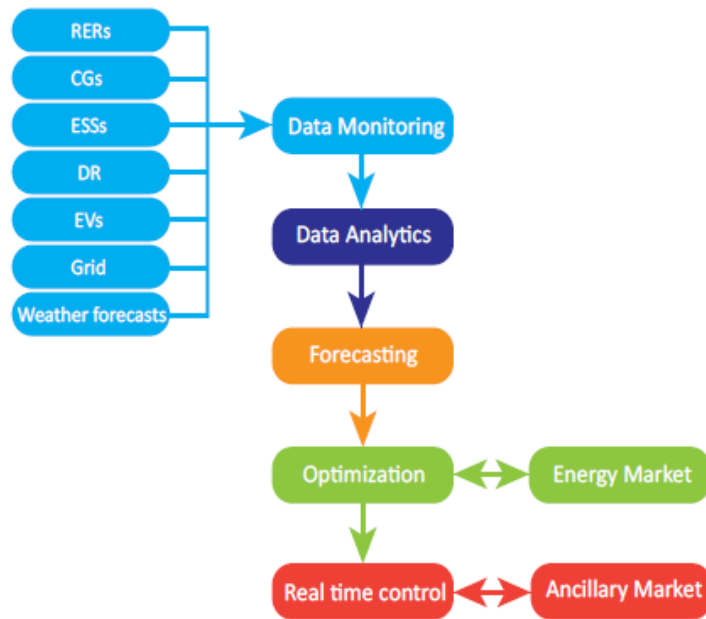 RERs
CGs
ESSs
DR
EVs
Grid
Weather forecasts
Data Monitoring
Data Analytics
Forecasting
Optimization
Energy Market
Real time control
Ancillary Market